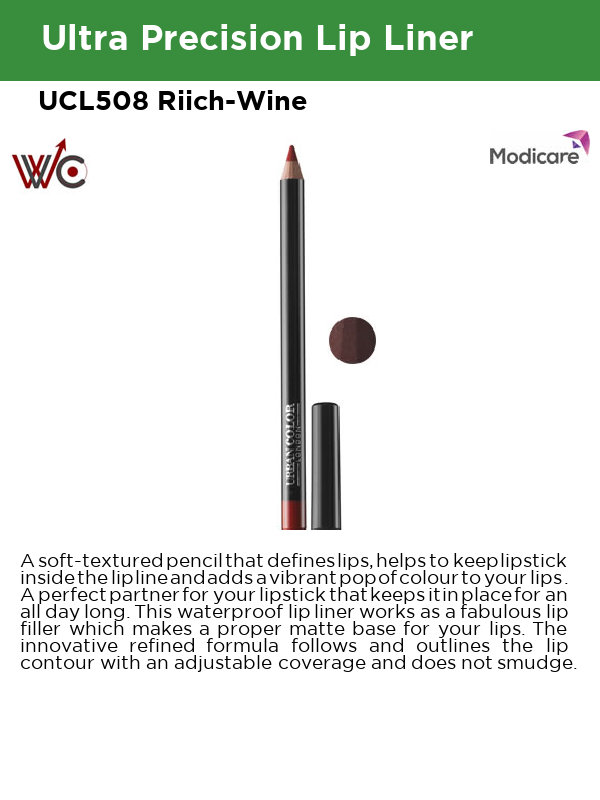 Ultra Precision Lip Liner
UCL508 Riich-Wine
WC
Modicare
URBAN COLOR
LONDON
A soft-textured pencil that defines lips, helps to keep lipstick
inside the lip line and adds a vibrant pop of colour to your lips.
A perfect partner for your lipstick that keeps it in place for an
all day long. This waterproof lip liner works as a fabulous lip
filler which makes a proper matte base for your lips. The
innovative refined formula follows and outlines the lip
contour with an adjustable coverage and does not smudge.